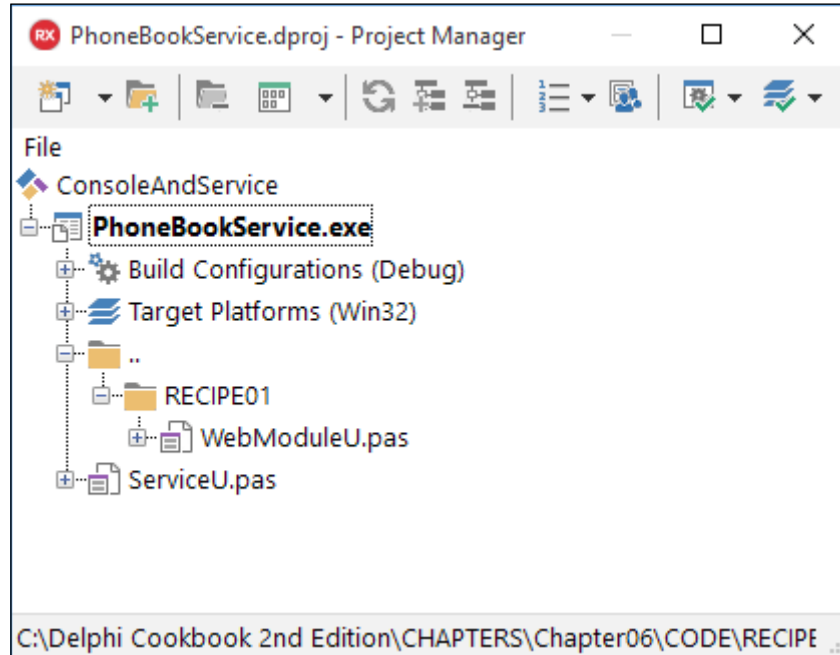 RX PhoneBookService.dproj - Project Manager
File
ConsoleAndService
PhoneBookService.exe
Build Configurations (Debug)
Target Platforms (Win32)
..
RECIPE01
WebModuleU.pas
ServiceU.pas
C:\Delphi Cookbook 2nd Edition\CHAPTERS\Chapter06\CODE\RECIPE